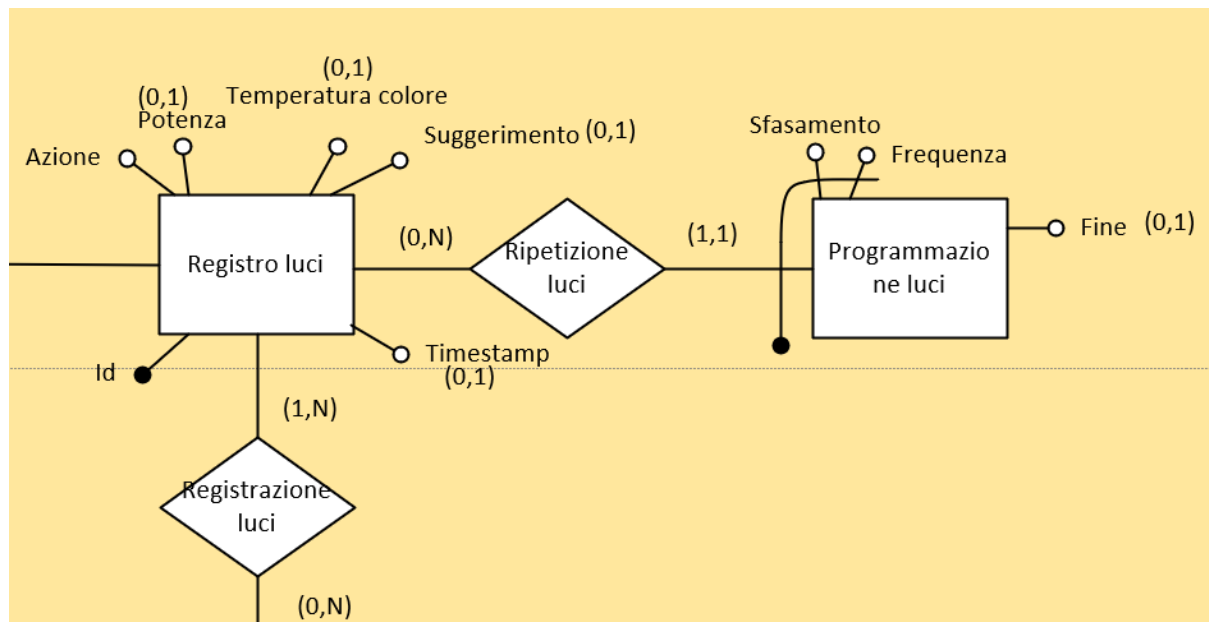 (0,1)
Temperatura colore
(0,1)
Potenza
Azione
Suggerimento (0,1)
Sfasamento
Frequenza
Registro luci
(0,N)
Ripetizione
luci
(1,1)
Programmazio
ne luci
Fine (0,1)
Id
Timestamp
(0,1)
(1,N)
Registrazione
luci
(0,N)